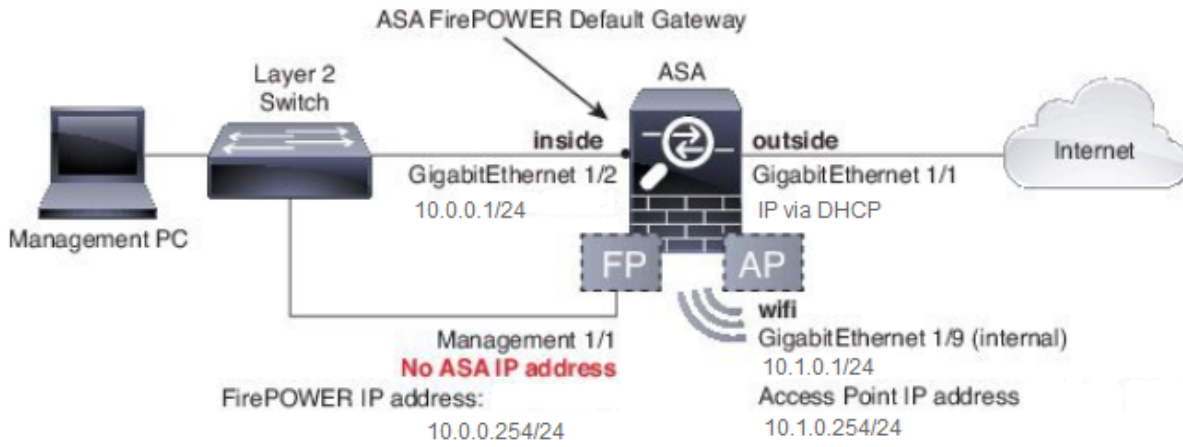 ASA FirePOWER Default Gateway
Layer 2
Switch
ASA
inside
outside
Internet
GigabitEthernet 1/2
GigabitEthernet 1/1
10.0.0.1/24
IP via DHCP
Management PC
FP
AP
wifi
Management 1/1
GigabitEthernet 1/9 (internal)
No ASA IP address
10.1.0.1/24
FirePOWER IP address:
Access Point IP address
10.0.0.254/24
10.1.0.254/24